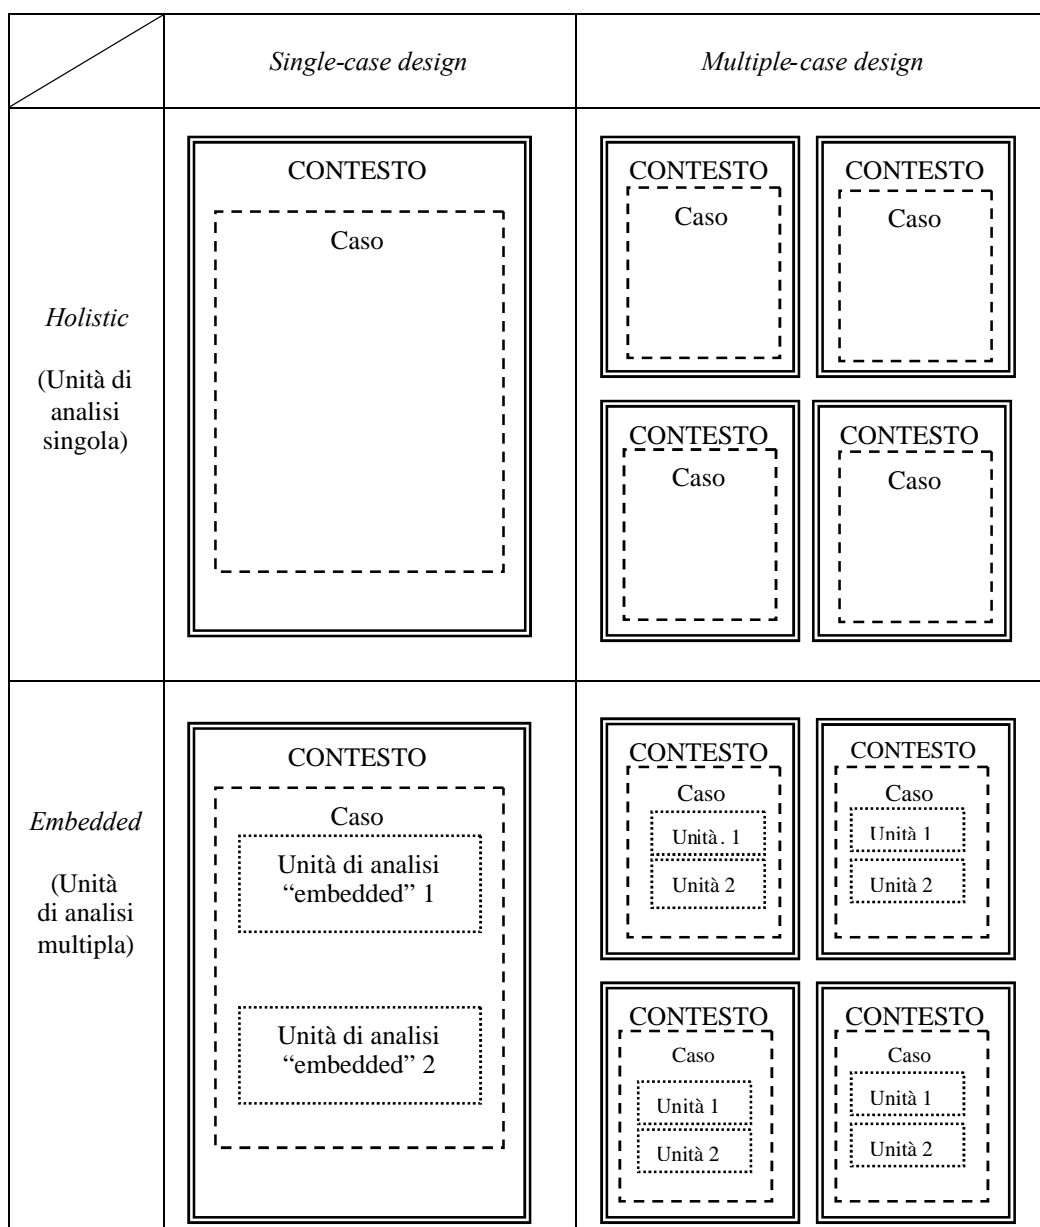 Single-case design
Multiple-case design
Holistic
(Unità di
analisi
singola)
CONTESTO
Caso
CONTESTO
Caso
CONTESTO
Caso
CONTESTO
Caso
CONTESTO
Caso
Embedded
(Unità
di analisi
multipla)
CONTESTO
Caso
Unità di analisi
“embedded” 1
Unità di analisi
“embedded” 2
CONTESTO
Caso
Unità. 1
Unità 2
CONTESTO
Caso
Unità 1
Unità 2
CONTESTO
Caso
Unità 1
Unità 2
CONTESTO
Caso
Unità 1
Unità 2